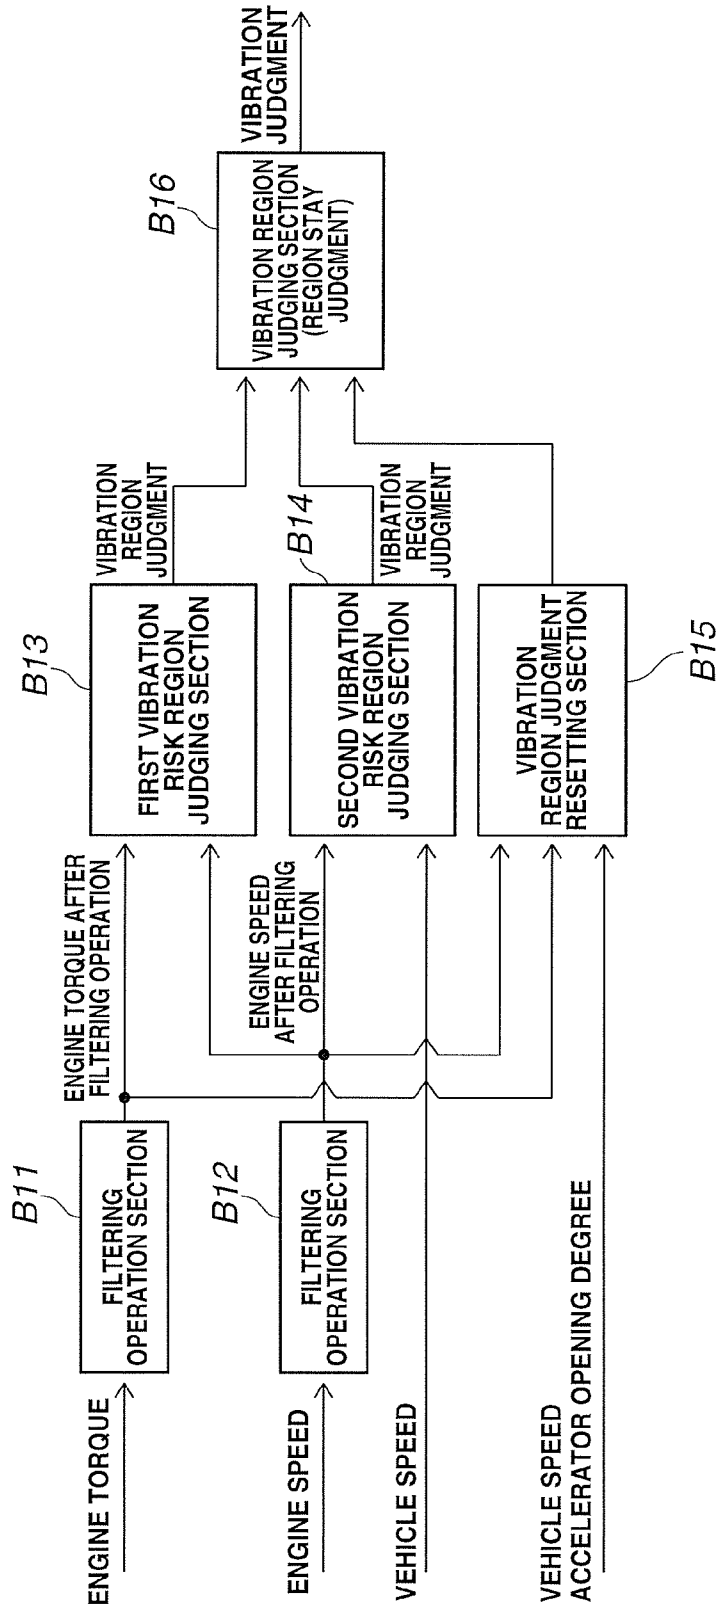 ENGINE TORQUE
B11
FILTERING
OPERATION SECTION
ENGINE TORQUE AFTER
FILTERING OPERATION
B13
FIRST VIBRATION
RISK REGION
JUDGING SECTION
VIBRATION
REGION
JUDGMENT
ENGINE SPEED
B12
FILTERING
OPERATION SECTION
ENGINE SPEED
AFTER FILTERING
OPERATION
B14
SECOND VIBRATION
RISK REGION
JUDGING SECTION
VIBRATION
REGION
JUDGMENT
VEHICLE SPEED
VEHICLE SPEED
ACCELERATOR OPENING DEGREE
VIBRATION
REGION JUDGMENT
RESETTING SECTION
B15
B16
VIBRATION REGION
JUDGING SECTION
(REGION STAY
JUDGMENT)
VIBRATION
JUDGMENT